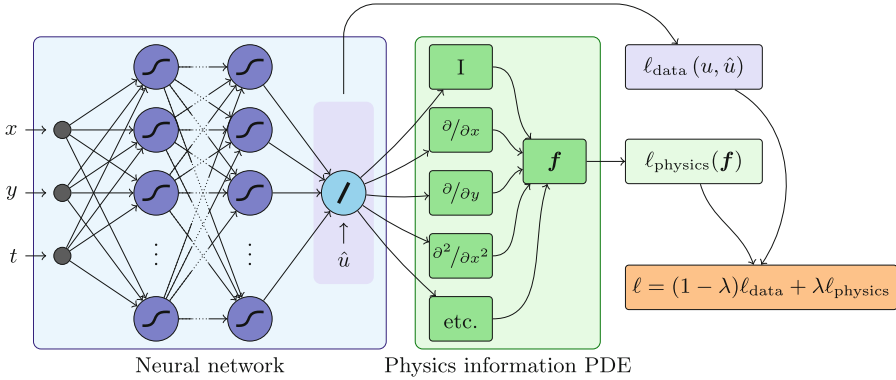 x
y
t
⋮
⋮
û
Neural network
I
∂/∂x
∂/∂y
∂²/∂x²
etc.
f
Physics information PDE
ℓdata (u, û)
ℓphysics(f)
ℓ = (1 − λ)ℓdata + λℓphysics